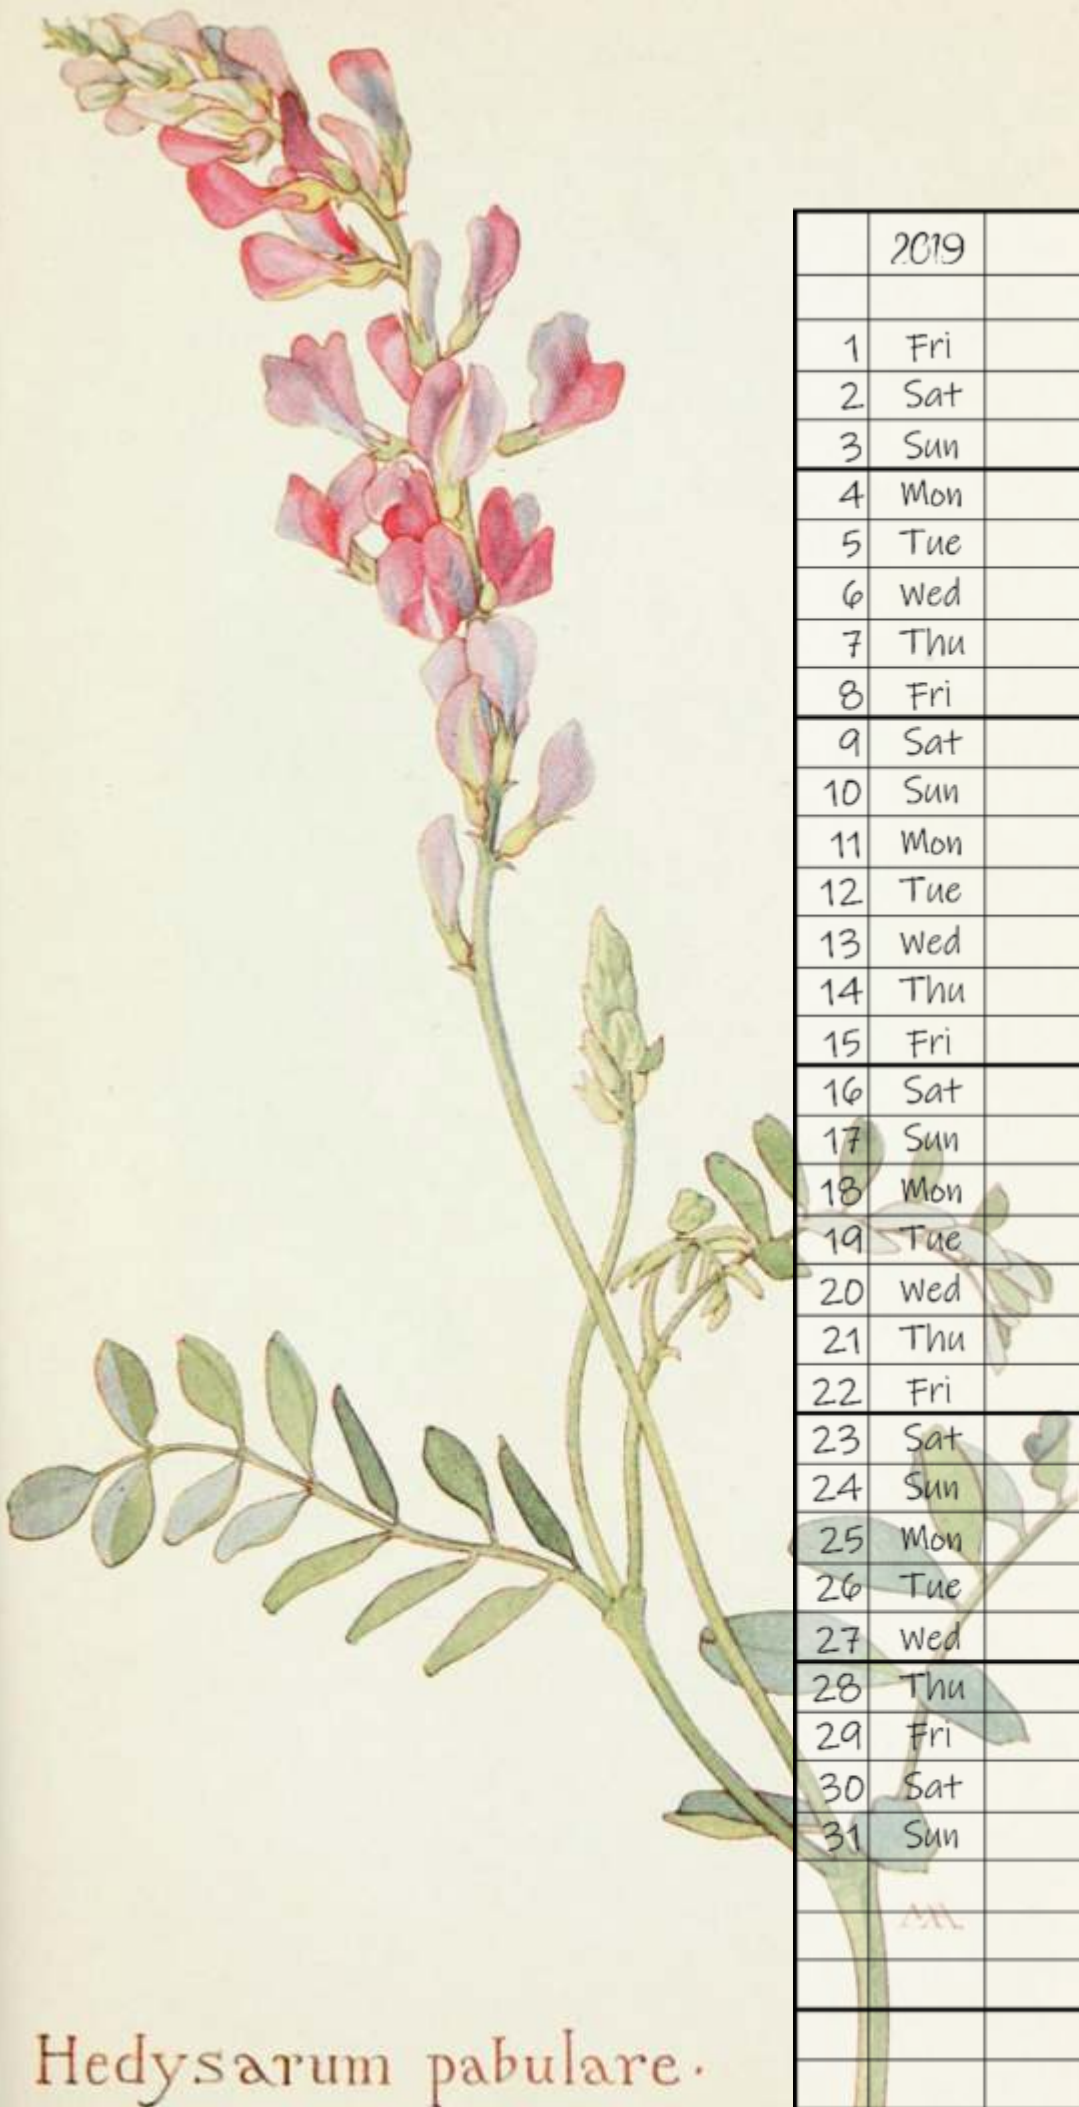 2019
1 Fri
2 Sat
3 Sun
4 Mon
5 Tue
6 Wed
7 Thu
8 Fri
9 Sat
10 Sun
11 Mon
12 Tue
13 Wed
14 Thu
15 Fri
16 Sat
17 Sun
18 Mon
19 Tue
20 Wed
21 Thu
22 Fri
23 Sat
24 Sun
25 Mon
26 Tue
27 Wed
28 Thu
29 Fri
30 Sat
31 Sun
Hedysarum pabulare.